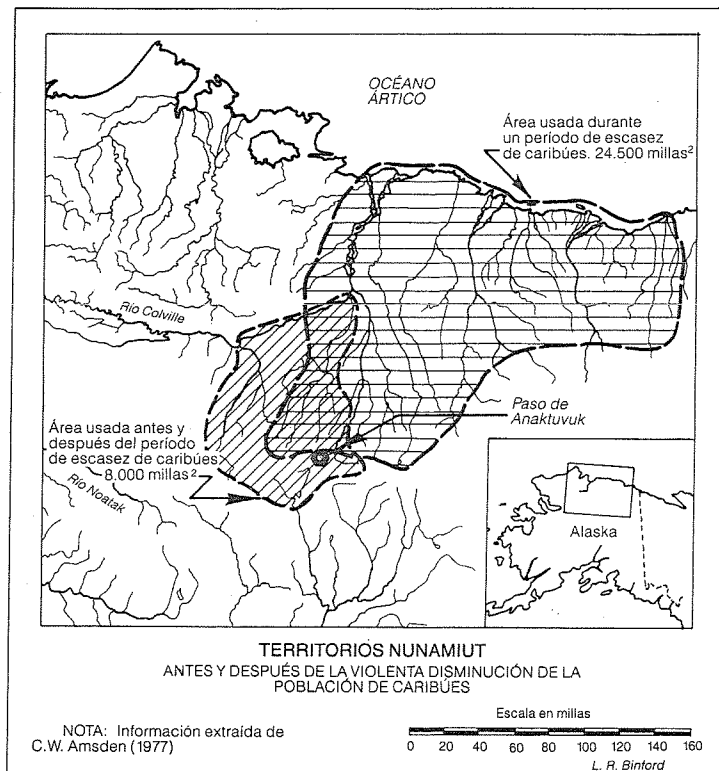 OCÉANO
ÁRTICO
Área usada durante
un período de escasez
de caribúes. 24.500 millas²
Río Colville
Paso de
Anaktuvuk
Área usada antes y
después del período
de escasez de caribúes
8.000 millas²
Río Noatak
Alaska
TERRITORIOS NUNAMIUT
ANTES Y DESPUÉS DE LA VIOLENTA DISMINUCIÓN DE LA
POBLACIÓN DE CARIBÚES
NOTA: Información extraída de
C.W. Amsden (1977)
Escala en millas
0 20 40 60 80 100 120 140 160
L. R. Binford